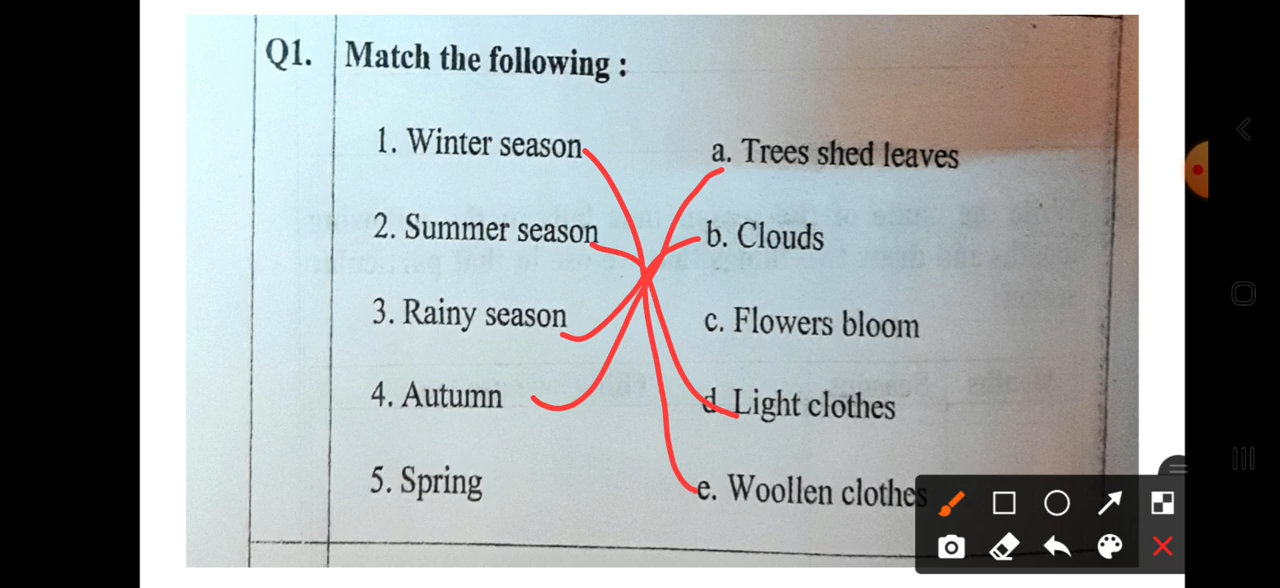 Q1. Match the following :
1. Winter season a. Trees shed leaves
2. Summer season b. Clouds
3. Rainy season c. Flowers bloom
4. Autumn d. Light clothes
5. Spring e. Woollen clothes